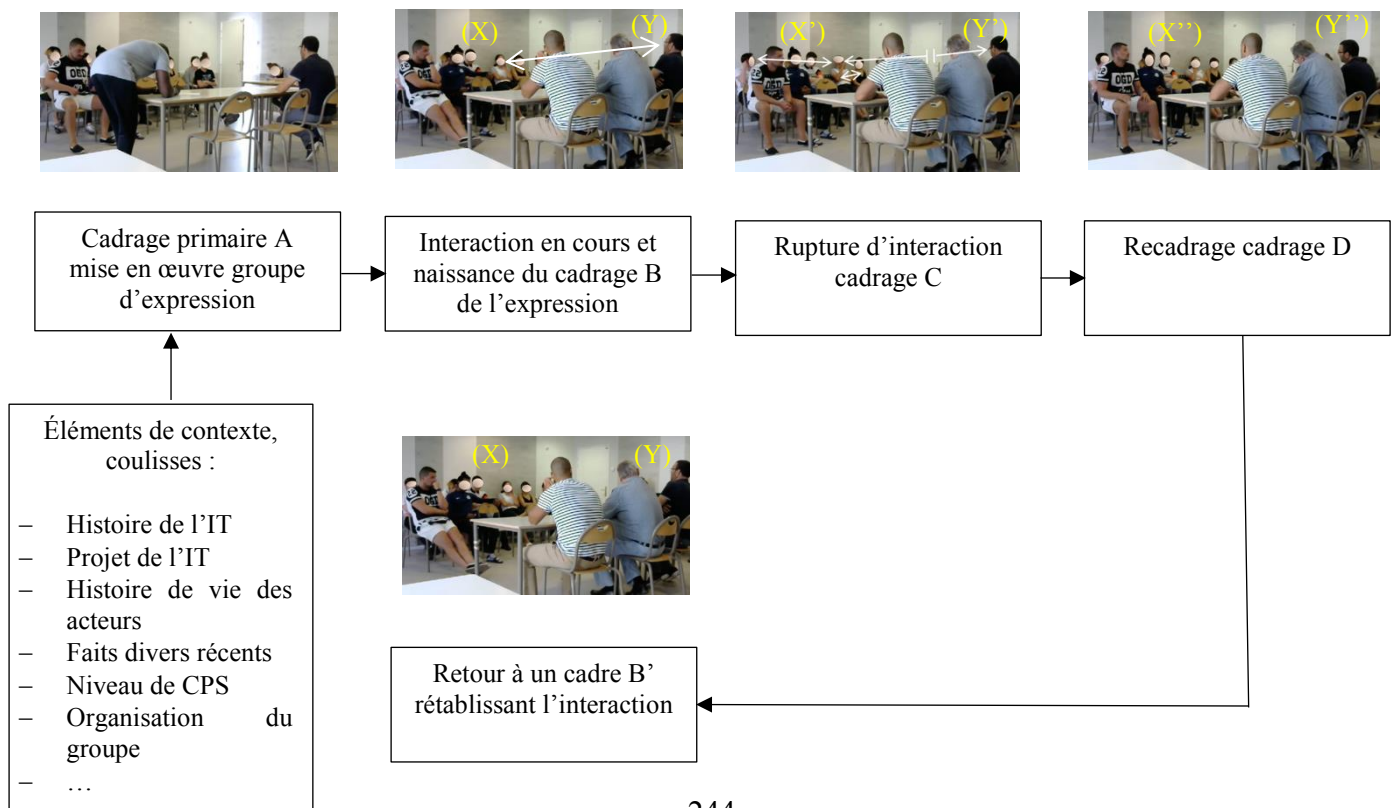 (X) (Y)
(X’) (Y’)
(X’’) (Y’’)
Cadrage primaire A
mise en œuvre groupe
d’expression
Interaction en cours et
naissance du cadrage B
de l’expression
Rupture d’interaction
cadrage C
Recadrage cadrage D
Éléments de contexte,
coulisses :
– Histoire de l’IT
– Projet de l’IT
– Histoire de vie des
acteurs
– Faits divers récents
– Niveau de CPS
– Organisation du
groupe
– …
(X) (Y)
Retour à un cadre B’
rétablissant l’interaction